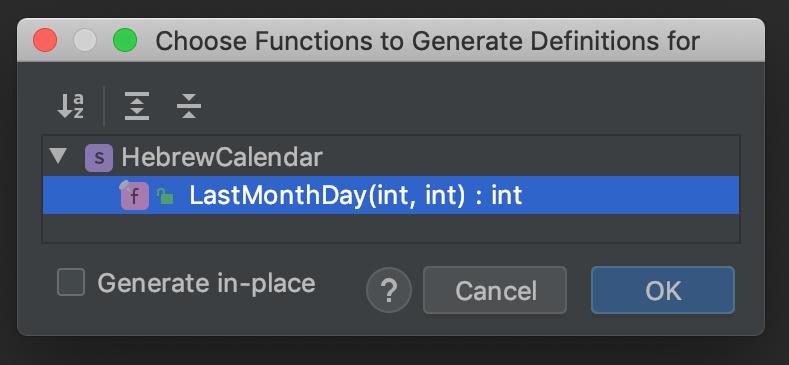 Choose Functions to Generate Definitions for
a
z
s HebrewCalendar
f LastMonthDay(int, int) : int
Generate in-place ? Cancel OK